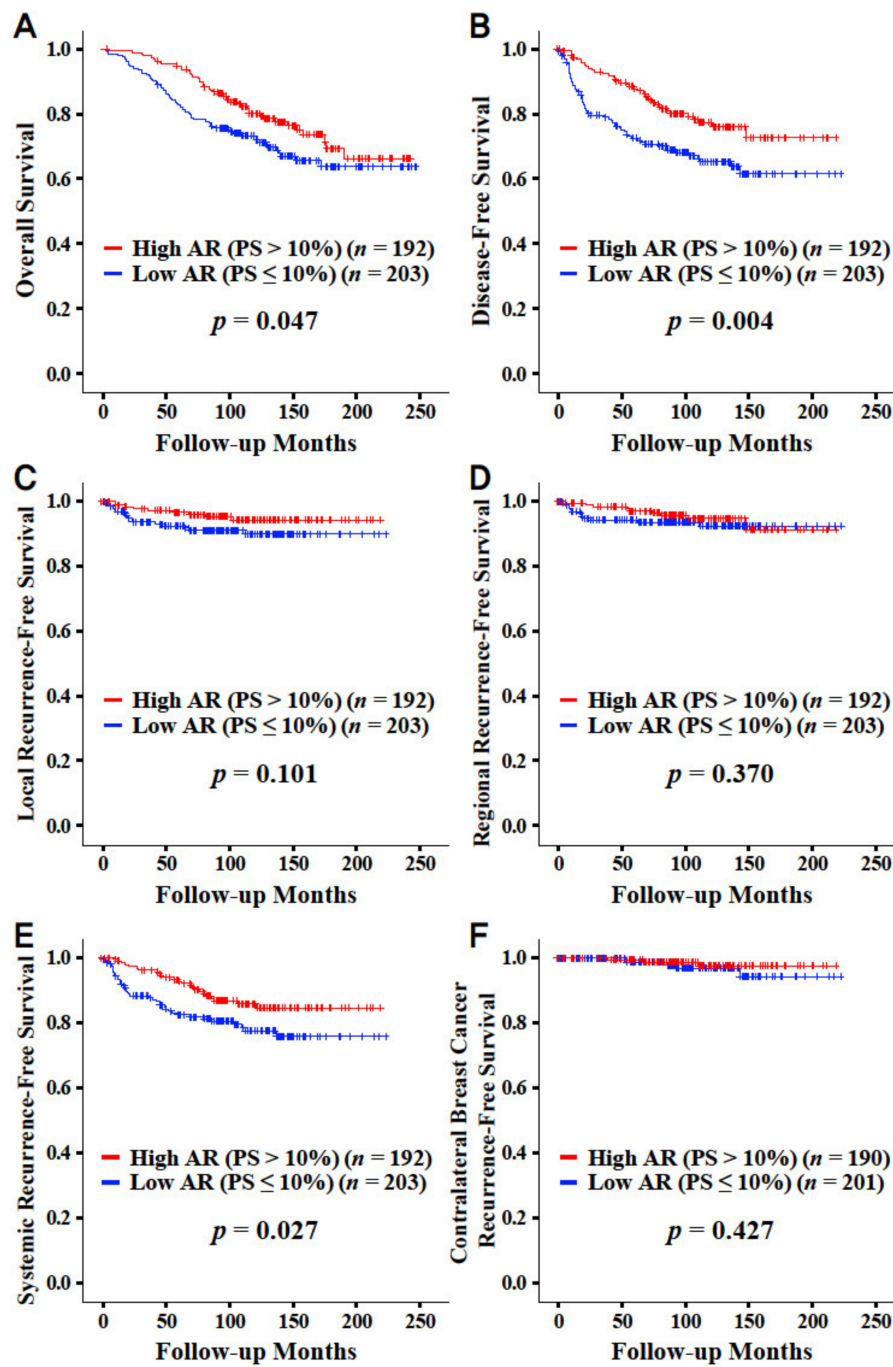 A
Overall Survival
1.0
0.8
0.6
0.4
0.2
0.0
High AR (PS > 10%) (n = 192)
Low AR (PS ≤ 10%) (n = 203)
p = 0.047
0 50 100 150 200 250
Follow-up Months
B
Disease-Free Survival
1.0
0.8
0.6
0.4
0.2
0.0
High AR (PS > 10%) (n = 192)
Low AR (PS ≤ 10%) (n = 203)
p = 0.004
0 50 100 150 200 250
Follow-up Months
C
Local Recurrence-Free Survival
1.0
0.8
0.6
0.4
0.2
0.0
High AR (PS > 10%) (n = 192)
Low AR (PS ≤ 10%) (n = 203)
p = 0.101
0 50 100 150 200 250
Follow-up Months
D
Regional Recurrence-Free Survival
1.0
0.8
0.6
0.4
0.2
0.0
High AR (PS > 10%) (n = 192)
Low AR (PS ≤ 10%) (n = 203)
p = 0.370
0 50 100 150 200 250
Follow-up Months
E
Systemic Recurrence-Free Survival
1.0
0.8
0.6
0.4
0.2
0.0
High AR (PS > 10%) (n = 192)
Low AR (PS ≤ 10%) (n = 203)
p = 0.027
0 50 100 150 200 250
Follow-up Months
F
Contralateral Breast Cancer
Recurrence-Free Survival
1.0
0.8
0.6
0.4
0.2
0.0
High AR (PS > 10%) (n = 190)
Low AR (PS ≤ 10%) (n = 201)
p = 0.427
0 50 100 150 200 250
Follow-up Months